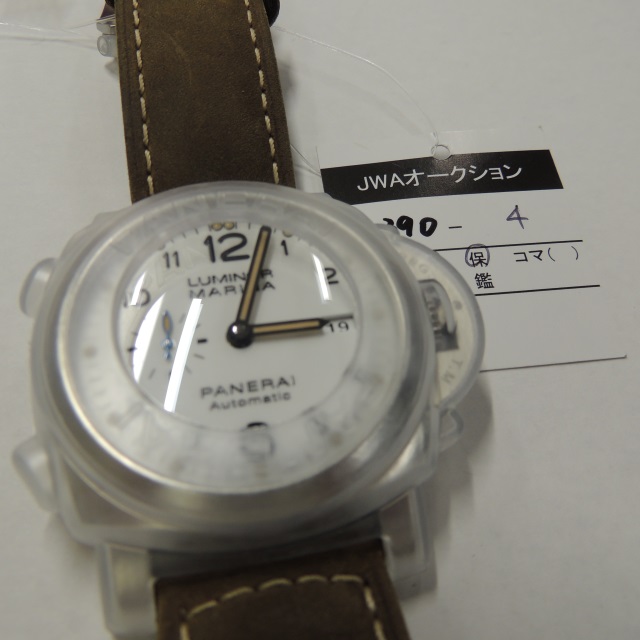 JWAオークション
390 - 4
保 コマ( )
鑑
11 12 1
2
LUMINOR
MARINA
19
PANERAI
Automatic